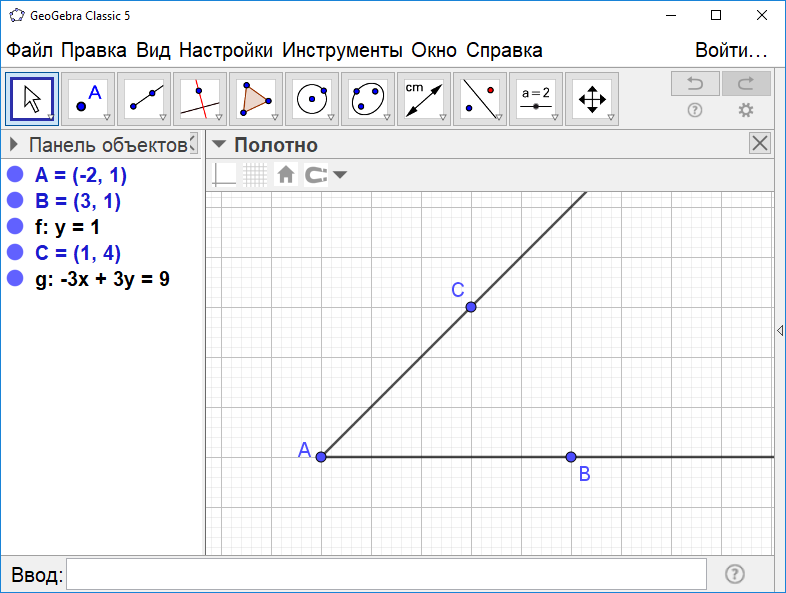 GeoGebra Classic 5
Файл Правка Вид Настройки Инструменты Окно Справка Войти…
A cm a = 2
Панель объектов
Полотно
A = (-2, 1)
B = (3, 1)
f: y = 1
C = (1, 4)
g: -3x + 3y = 9
C
A
B
Ввод: